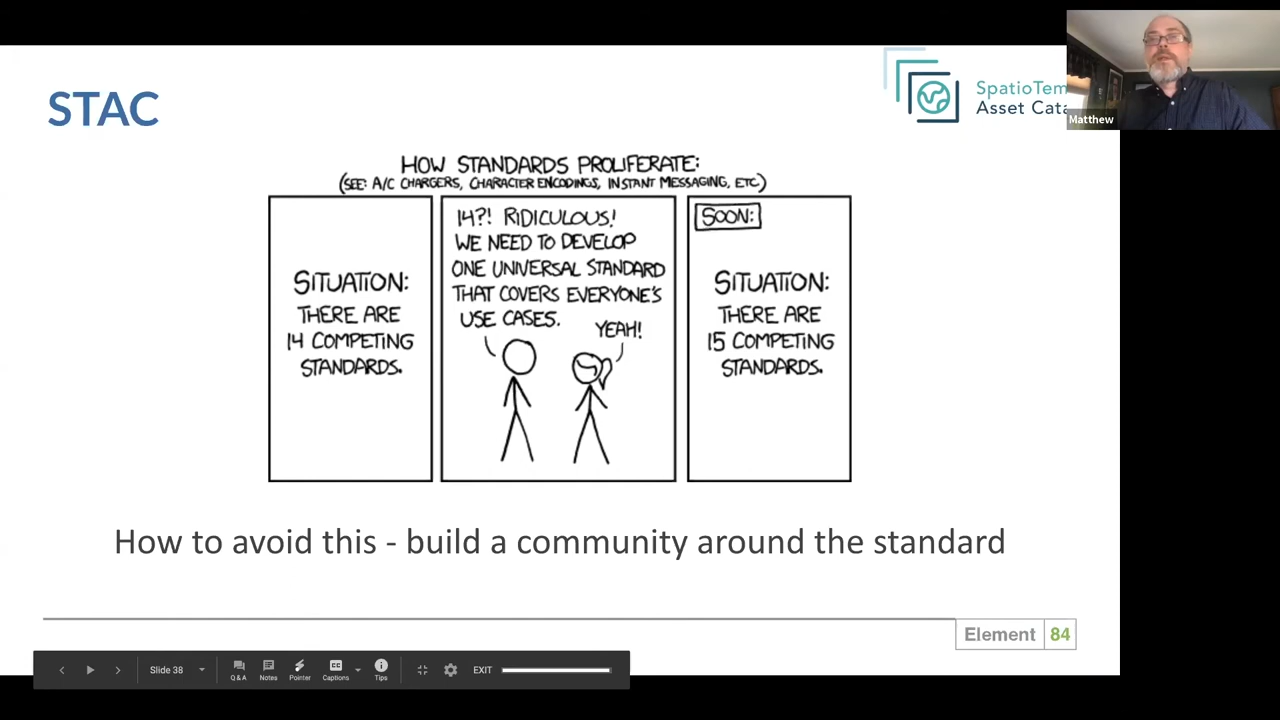 STAC
SpatioTem
Asset Cata
Matthew
HOW STANDARDS PROLIFERATE:
(SEE: A/C CHARGERS, CHARACTER ENCODINGS, INSTANT MESSAGING, ETC.)
SITUATION:
THERE ARE
14 COMPETING
STANDARDS.
14?! RIDICULOUS!
WE NEED TO DEVELOP
ONE UNIVERSAL STANDARD
THAT COVERS EVERYONE'S
USE CASES.
YEAH!
SOON:
SITUATION:
THERE ARE
15 COMPETING
STANDARDS.
How to avoid this - build a community around the standard
Element 84
Slide 38
Q&A
Notes
Pointer
Captions
Tips
EXIT